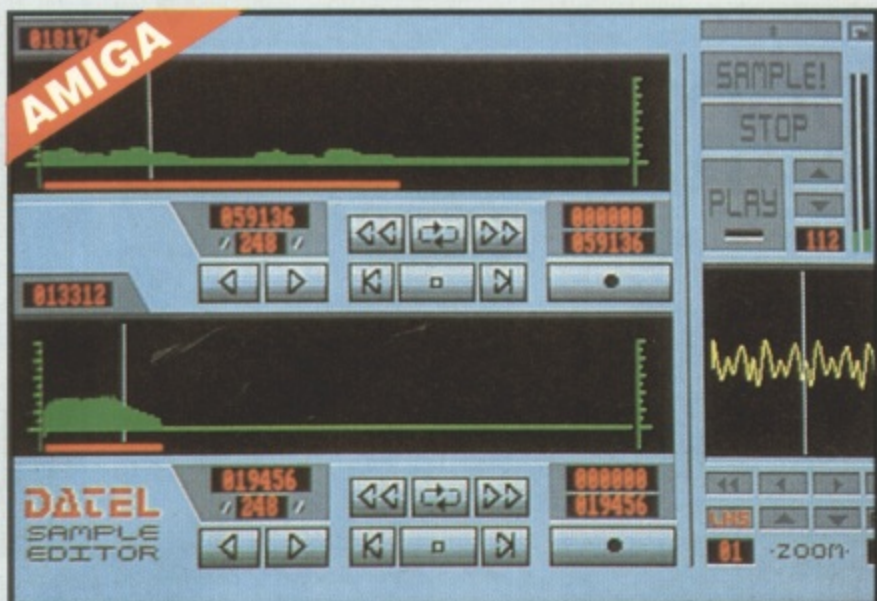 AMIGA
018176
SAMPLE!
STOP
PLAY
112
059136
248
000000
059136
013312
019456
248
000000
019456
DATEL
SAMPLE
EDITOR
01
·ZOOM·